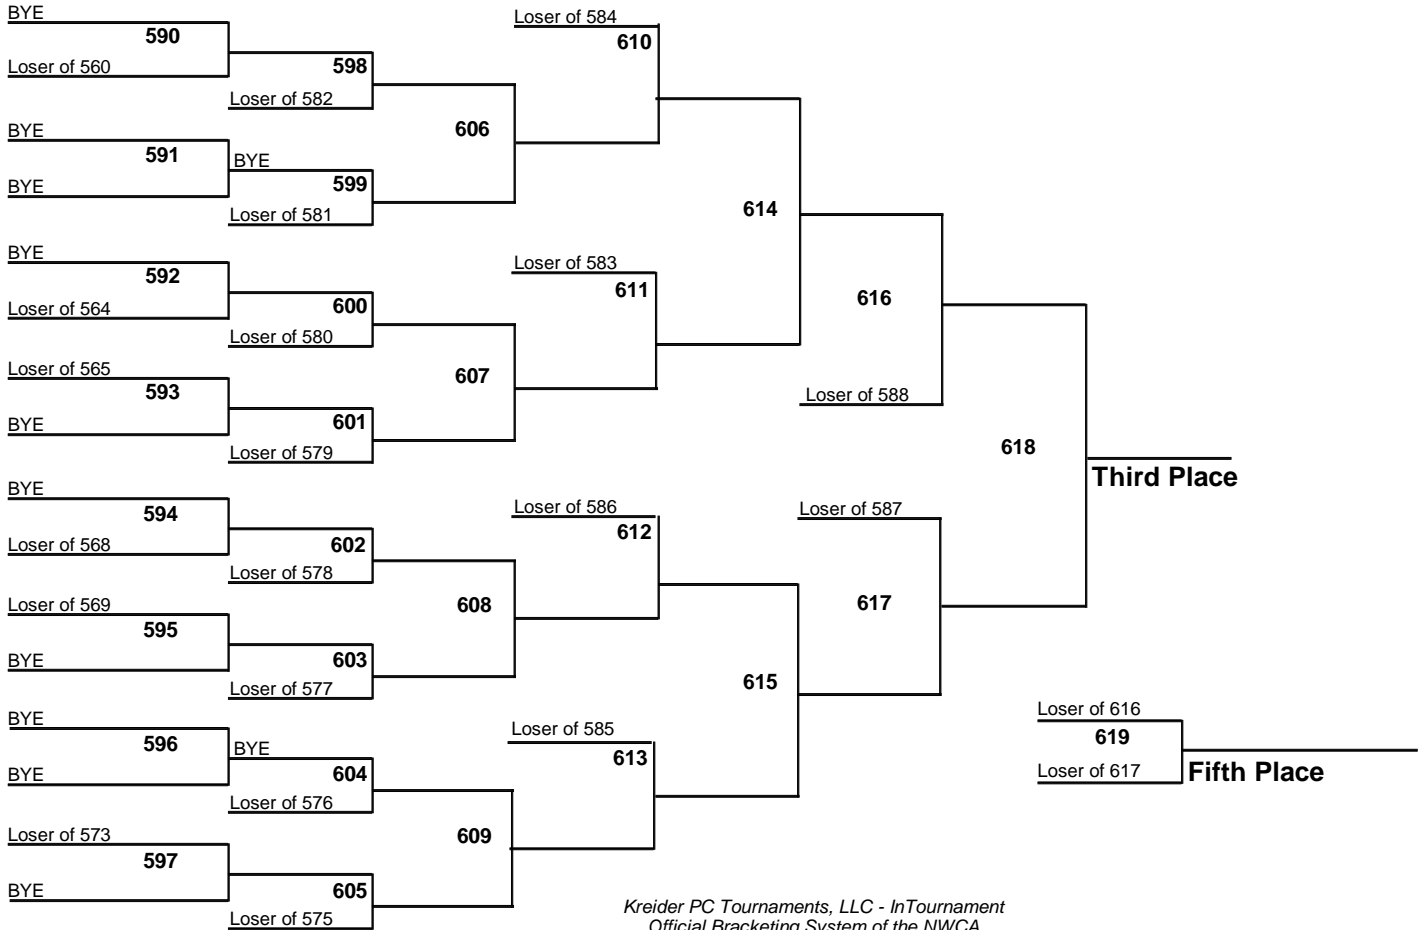 BYE
590
Loser of 560
598
Loser of 582
BYE
591
BYE
BYE
599
Loser of 581
606
Loser of 584
610
BYE
592
Loser of 564
600
Loser of 580
Loser of 565
593
BYE
601
Loser of 579
607
Loser of 583
611
614
616
Loser of 588
618
Third Place
BYE
594
Loser of 568
602
Loser of 578
Loser of 569
595
BYE
603
Loser of 577
608
Loser of 586
612
Loser of 587
617
615
BYE
596
BYE
BYE
604
Loser of 576
Loser of 573
597
BYE
605
Loser of 575
609
Loser of 585
613
Loser of 616
619
Loser of 617
Fifth Place
Kreider PC Tournaments, LLC - InTournament
Official Bracketing System of the NWCA